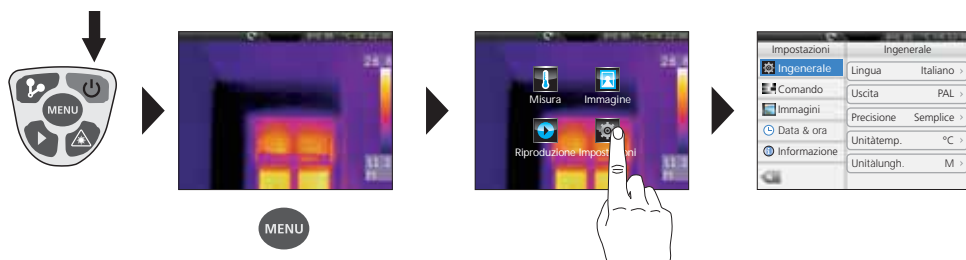 MENU
MENU
Misura Immagine
Riproduzione Impostazioni
Impostazioni Ingenerale
Ingenerale
Comando
Immagini
Data & ora
Informazione
Lingua Italiano >
Uscita PAL >
Precisione Semplice >
Unitàtemp. °C >
Unitàlungh. M >